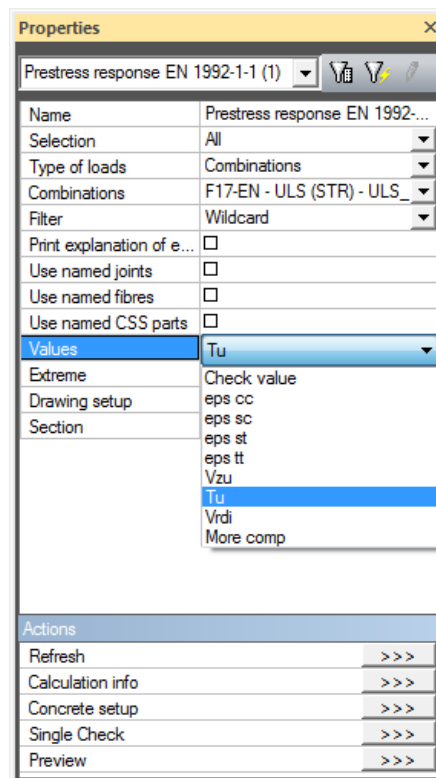 Properties
Prestress response EN 1992-1-1 (1)
Name Prestress response EN 1992-...
Selection All
Type of loads Combinations
Combinations F17-EN - ULS (STR) - ULS_
Filter Wildcard
Print explanation of e...
Use named joints
Use named fibres
Use named CSS parts
Values Tu
Extreme
Drawing setup
Section
Check value
eps cc
eps sc
eps st
eps tt
Vzu
Tu
Vrdi
More comp
Actions
Refresh >>>
Calculation info >>>
Concrete setup >>>
Single Check >>>
Preview >>>